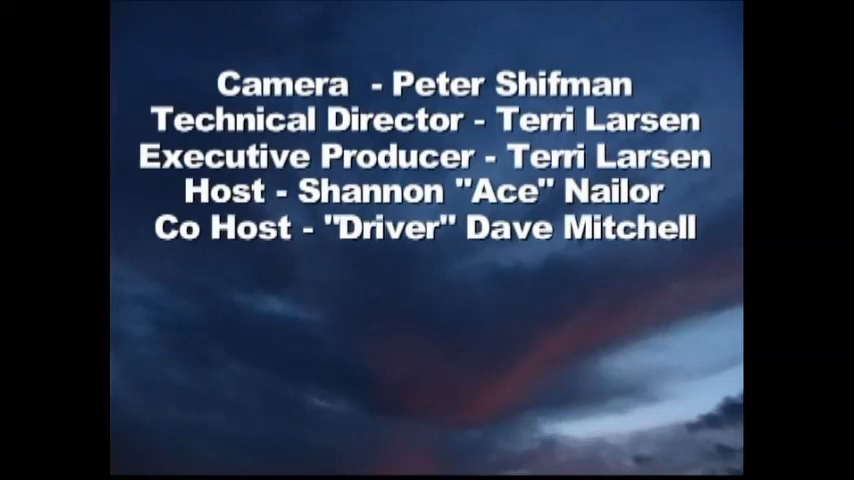 Camera - Peter Shifman
Technical Director - Terri Larsen
Executive Producer - Terri Larsen
Host - Shannon "Ace" Nailor
Co Host - "Driver" Dave Mitchell